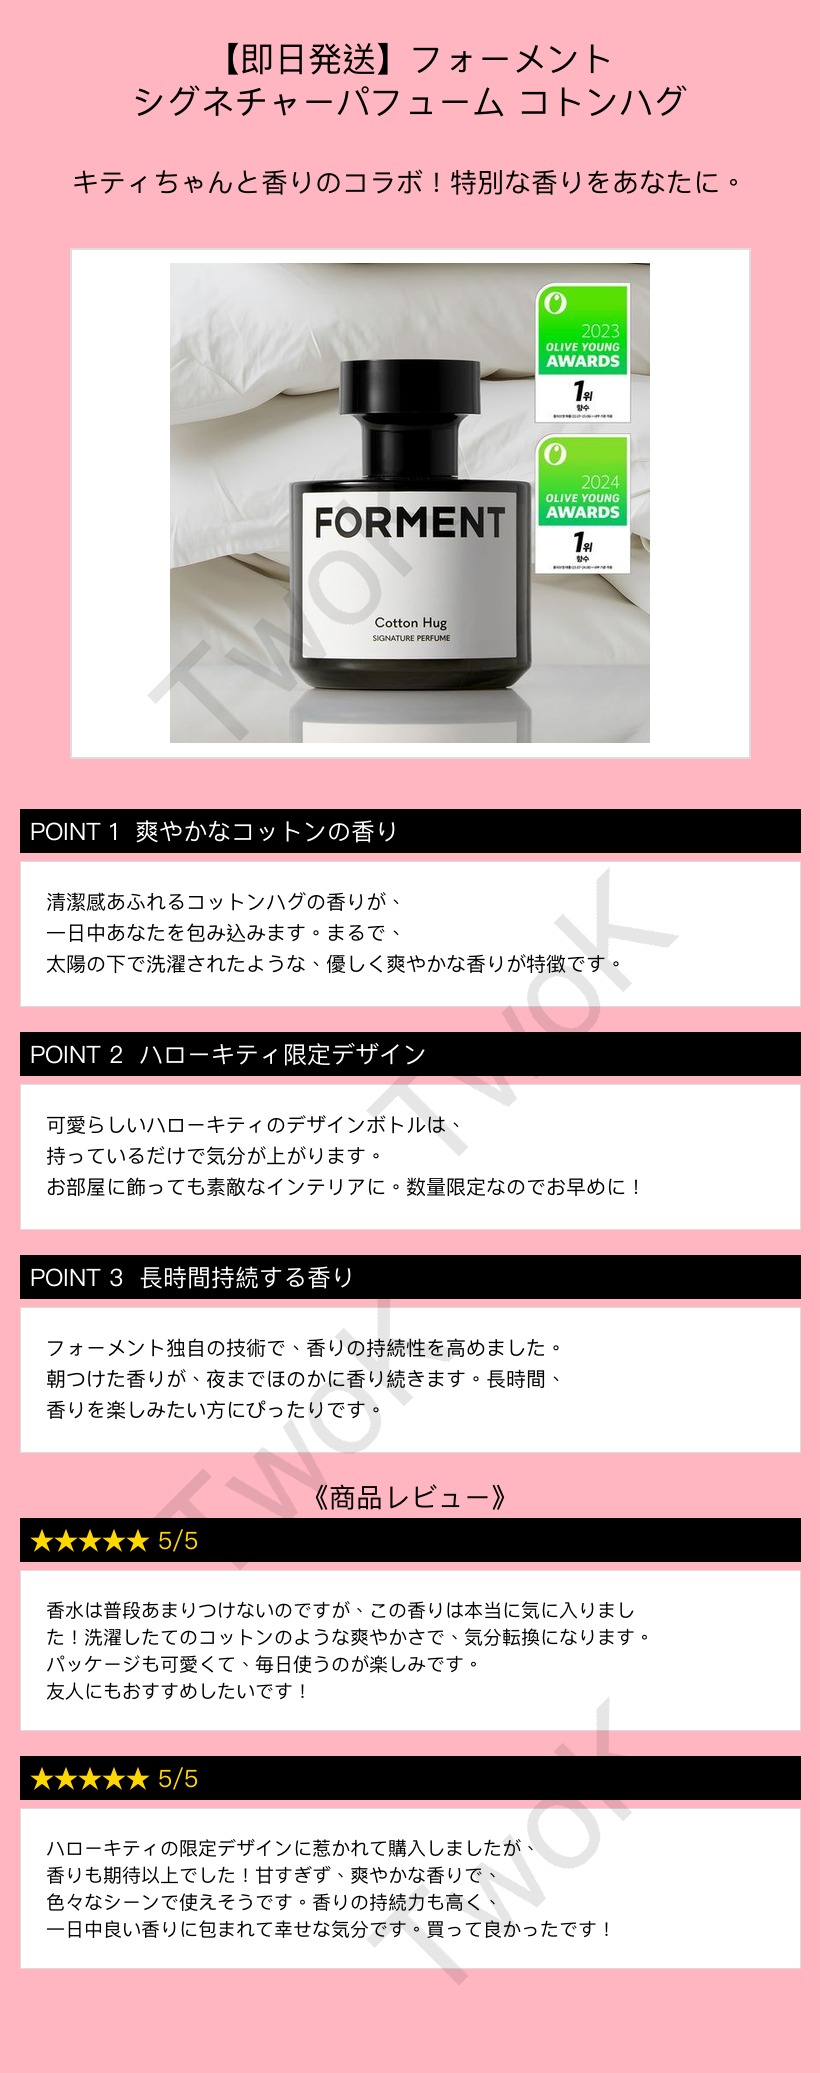 【即日発送】フォーメント
シグネチャーパフューム コトンハグ
キティちゃんと香りのコラボ！特別な香りをあなたに。
2023
OLIVE YOUNG
AWARDS
1위
향수
2024
OLIVE YOUNG
AWARDS
1위
향수
FORMENT
Cotton Hug
SIGNATURE PERFUME
TwoK
POINT 1 爽やかなコットンの香り
清潔感あふれるコットンハグの香りが、
一日中あなたを包み込みます。まるで、
太陽の下で洗濯されたような、優しく爽やかな香りが特徴です。
TwoK
POINT 2 ハローキティ限定デザイン
可愛らしいハローキティのデザインボトルは、
持っているだけで気分が上がります。
お部屋に飾っても素敵なインテリアに。数量限定なのでお早めに！
POINT 3 長時間持続する香り
フォーメント独自の技術で、香りの持続性を高めました。
朝つけた香りが、夜までほのかに香り続きます。長時間、
香りを楽しみたい方にぴったりです。
TwoK
《商品レビュー》
★★★★★ 5/5
香水は普段あまりつけないのですが、この香りは本当に気に入りまし
た！洗濯したてのコットンのような爽やかさで、気分転換になります。
パッケージも可愛くて、毎日使うのが楽しみです。
友人にもおすすめしたいです！
★★★★★ 5/5
ハローキティの限定デザインに惹かれて購入しましたが、
香りも期待以上でした！甘すぎず、爽やかな香りで、
色々なシーンで使えそうです。香りの持続力も高く、
一日中良い香りに包まれて幸せな気分です。買って良かったです！
TwoK